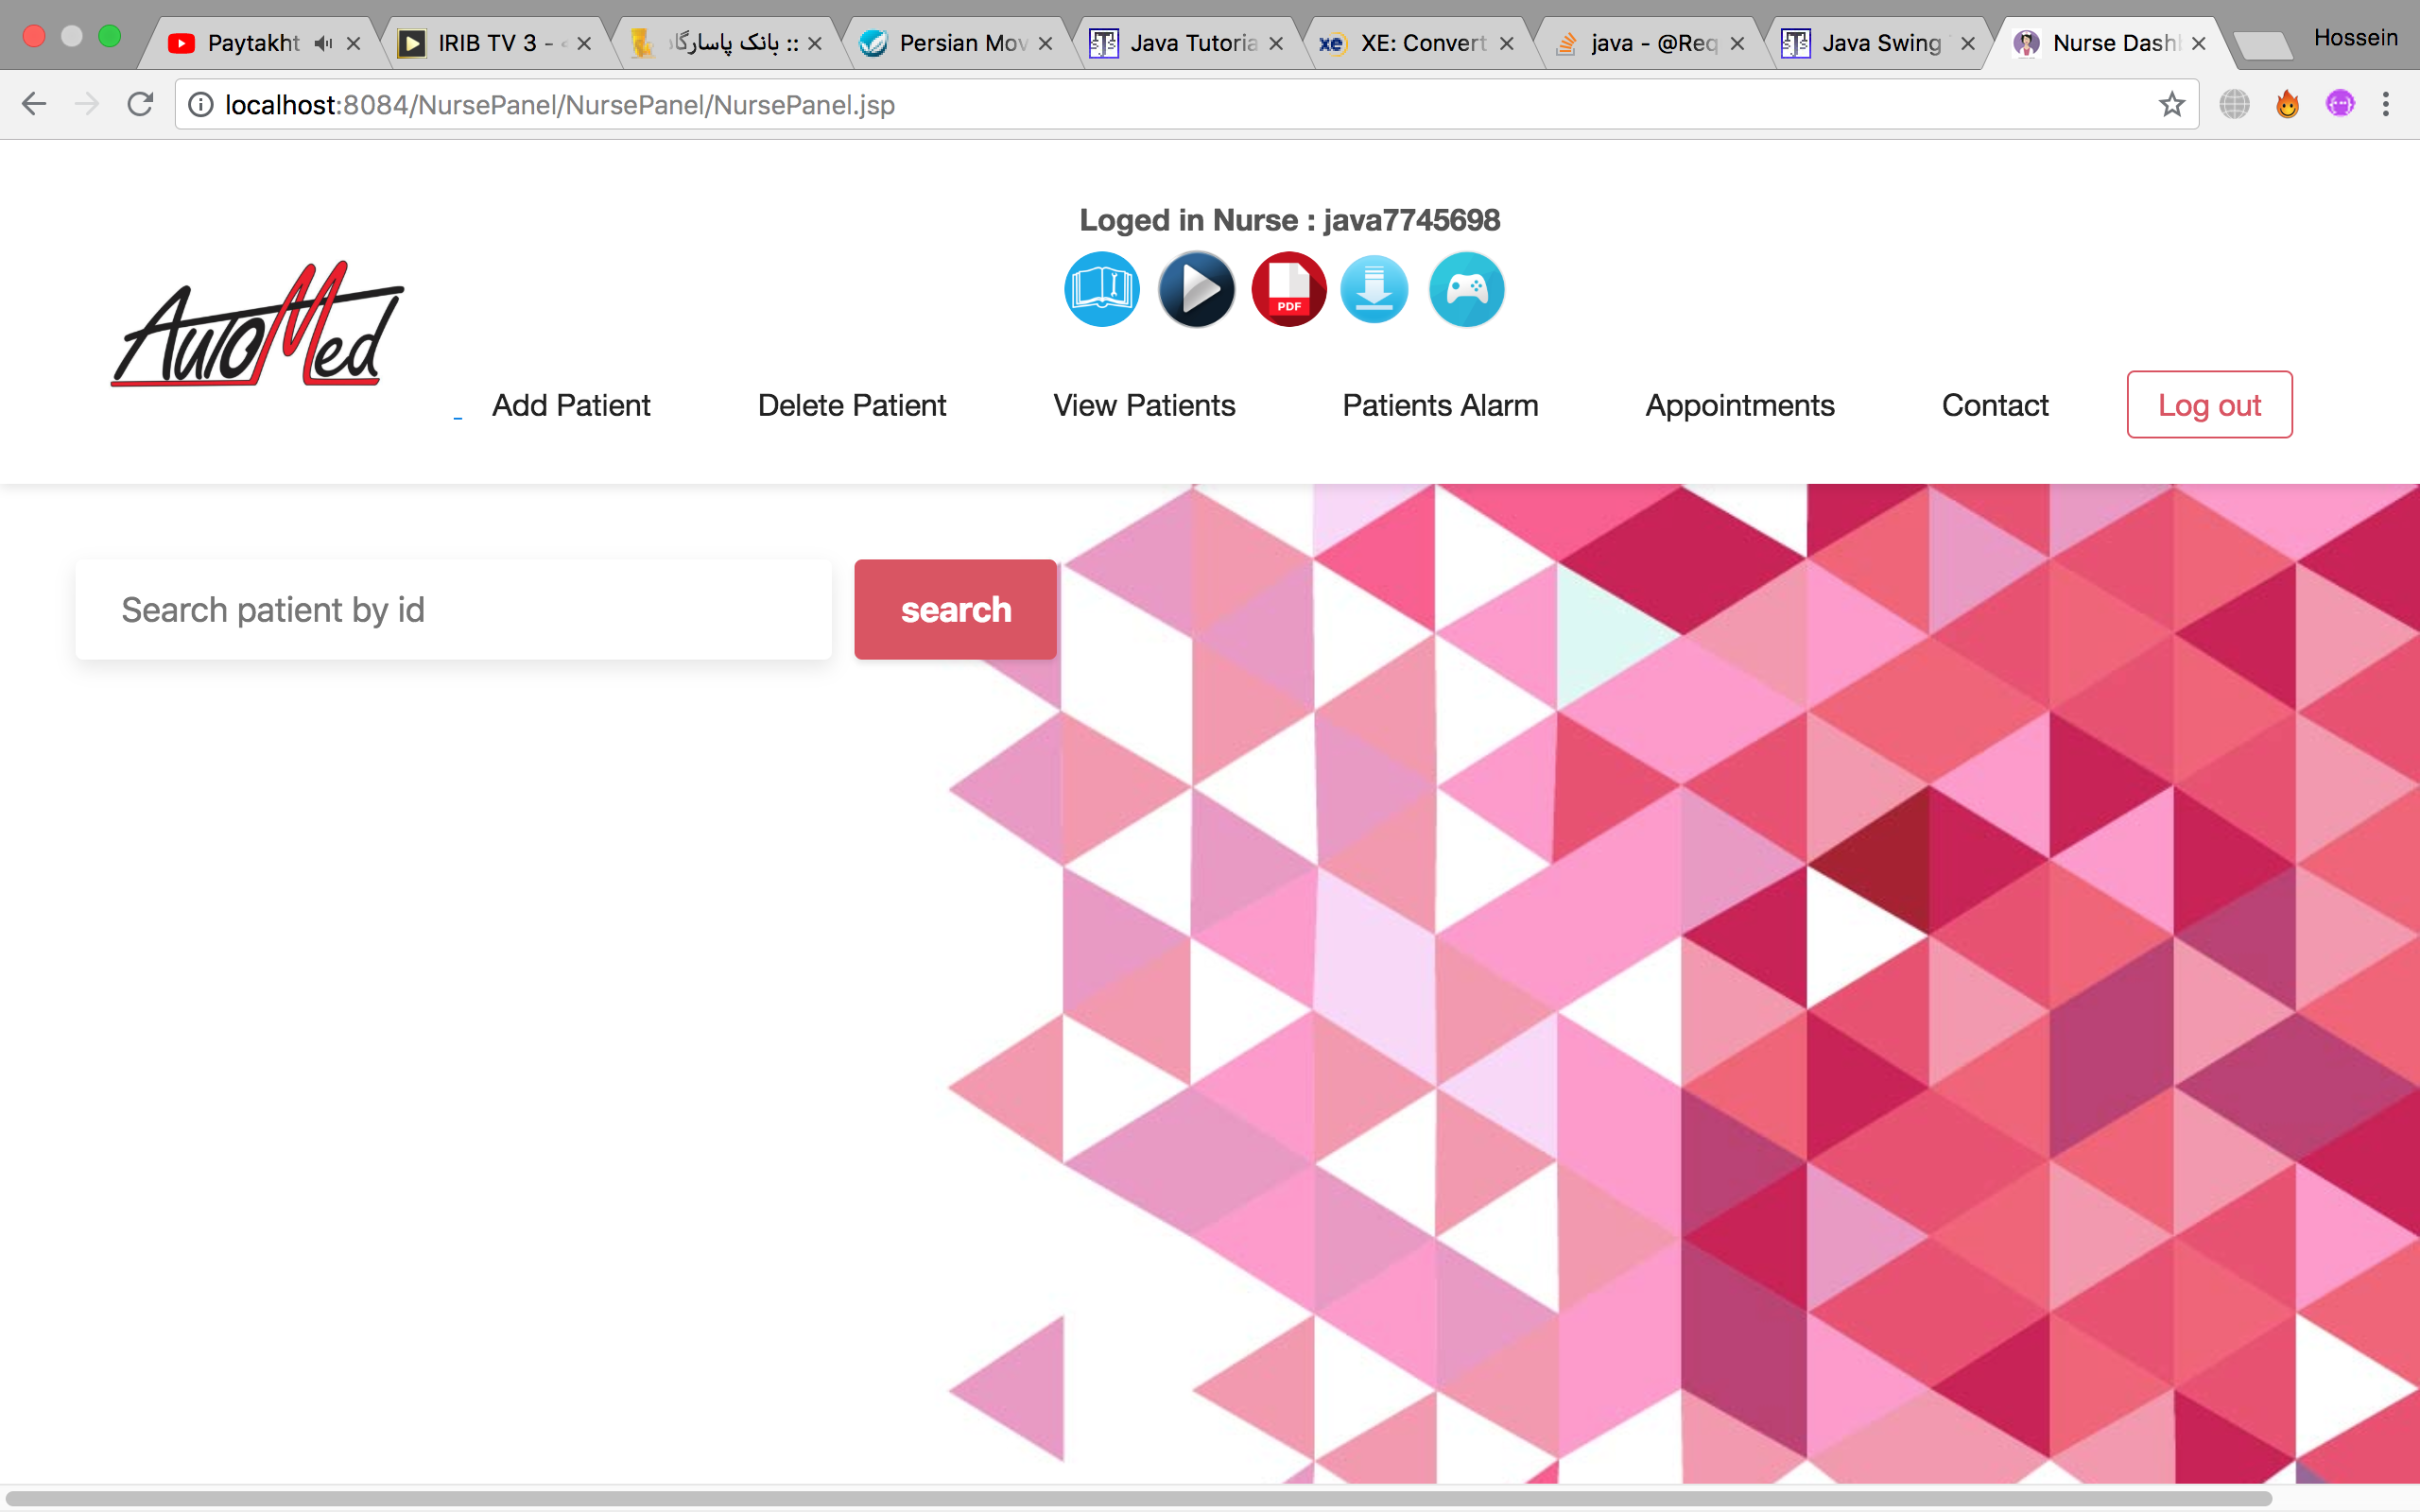 Paytakht
IRIB TV 3 -
بانک پاسارگاد ::
Persian Mov
Java Tutoria
XE: Convert
java - @Req
Java Swing
Nurse Dash
Hossein
localhost:8084/NursePanel/NursePanel/NursePanel.jsp
Loged in Nurse : java7745698
PDF
AutoMed
Add Patient
Delete Patient
View Patients
Patients Alarm
Appointments
Contact
Log out
Search patient by id
search